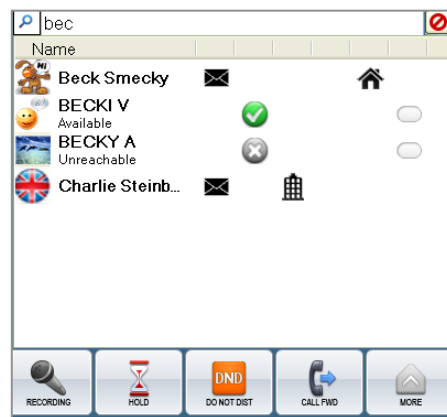 bec
Name
HI
Beck Smecky
BECKI V
Available
BECKY A
Unreachable
Charlie Steinb...
DND
RECORDING
HOLD
DO NOT DIST
CALL FWD
MORE